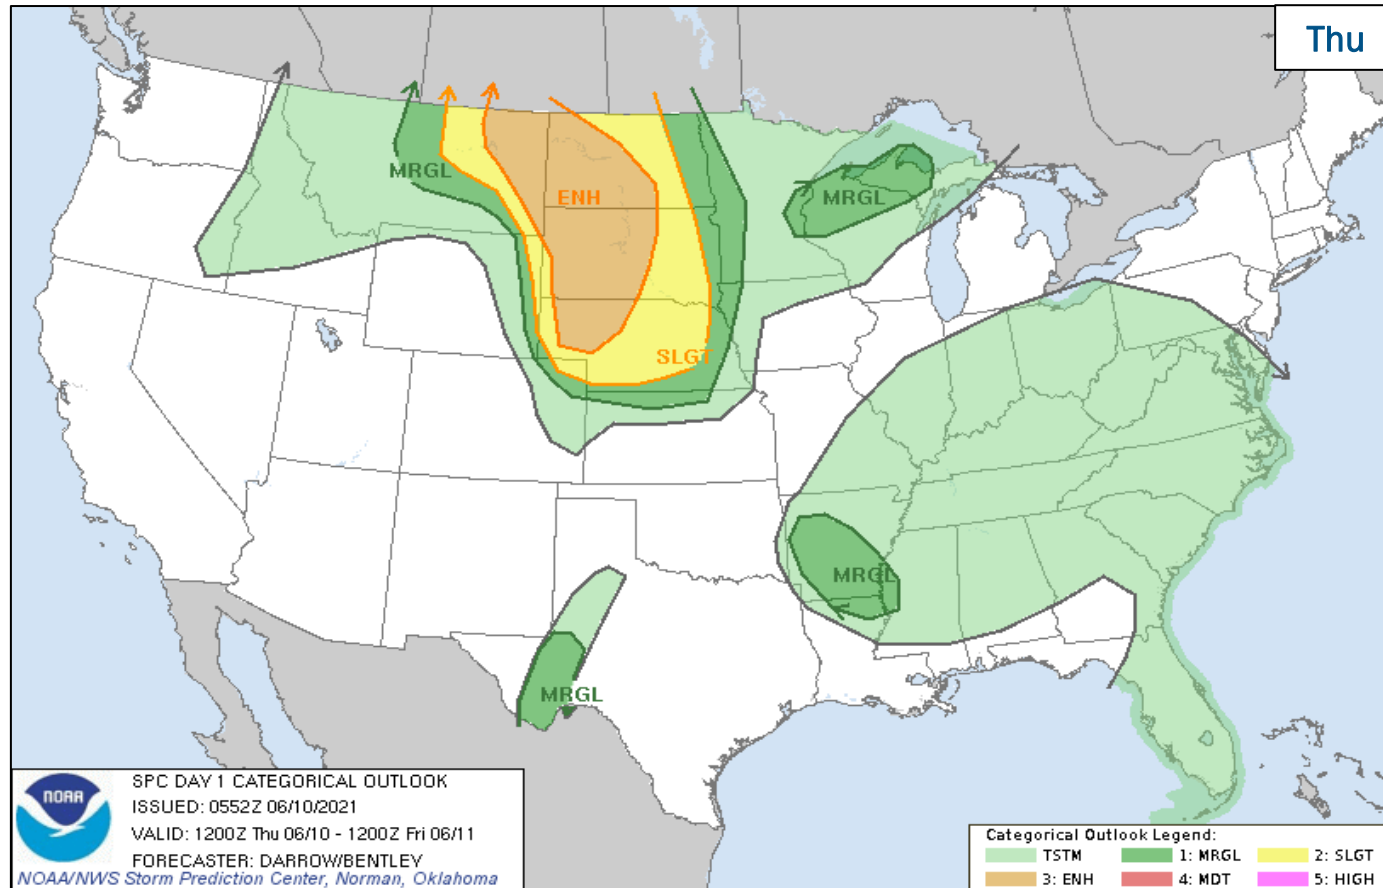 Thu
MRGL
MRGL
ENH
SLGT
MRGL
MRGL
NOAA
SPC DAY 1 CATEGORICAL OUTLOOK
ISSUED: 0552Z 06/10/2021
VALID: 1200Z Thu 06/10 - 1200Z Fri 06/11
FORECASTER: DARROW/BENTLEY
NOAA/NWS Storm Prediction Center, Norman, Oklahoma
Categorical Outlook Legend:
TSTM 1: MRGL 2: SLGT
3: ENH 4: MDT 5: HIGH